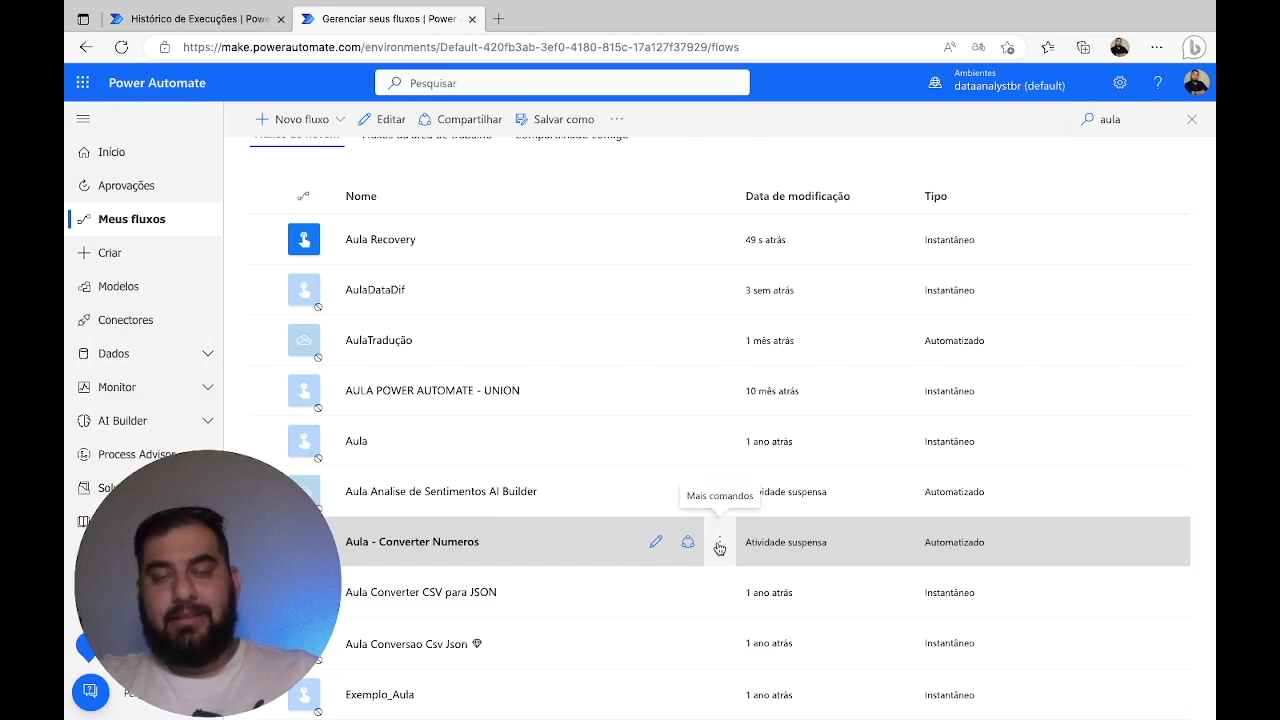 Histórico de Execuções | Power
Gerenciar seus fluxos | Power
https://make.powerautomate.com/environments/Default-420fb3ab-3ef0-4180-815c-17a127f37929/flows
Power Automate
Pesquisar
Ambientes
dataanalystbr (default)
Novo fluxo
Editar
Compartilhar
Salvar como
aula
Início
Aprovações
Meus fluxos
Criar
Modelos
Conectores
Dados
Monitor
AI Builder
Process Advisor
Nome
Data de modificação
Tipo
Aula Recovery
49 s atrás
Instantâneo
AulaDataDif
3 sem atrás
Instantâneo
AulaTradução
1 mês atrás
Automatizado
AULA POWER AUTOMATE - UNION
10 mês atrás
Instantâneo
Aula
1 ano atrás
Instantâneo
Aula Analise de Sentimentos AI Builder
suspensa
Automatizado
Mais comandos
Aula - Converter Numeros
Atividade suspensa
Automatizado
Aula Converter CSV para JSON
1 ano atrás
Instantâneo
Aula Conversao Csv Json
1 ano atrás
Instantâneo
Exemplo_Aula
1 ano atrás
Instantâneo